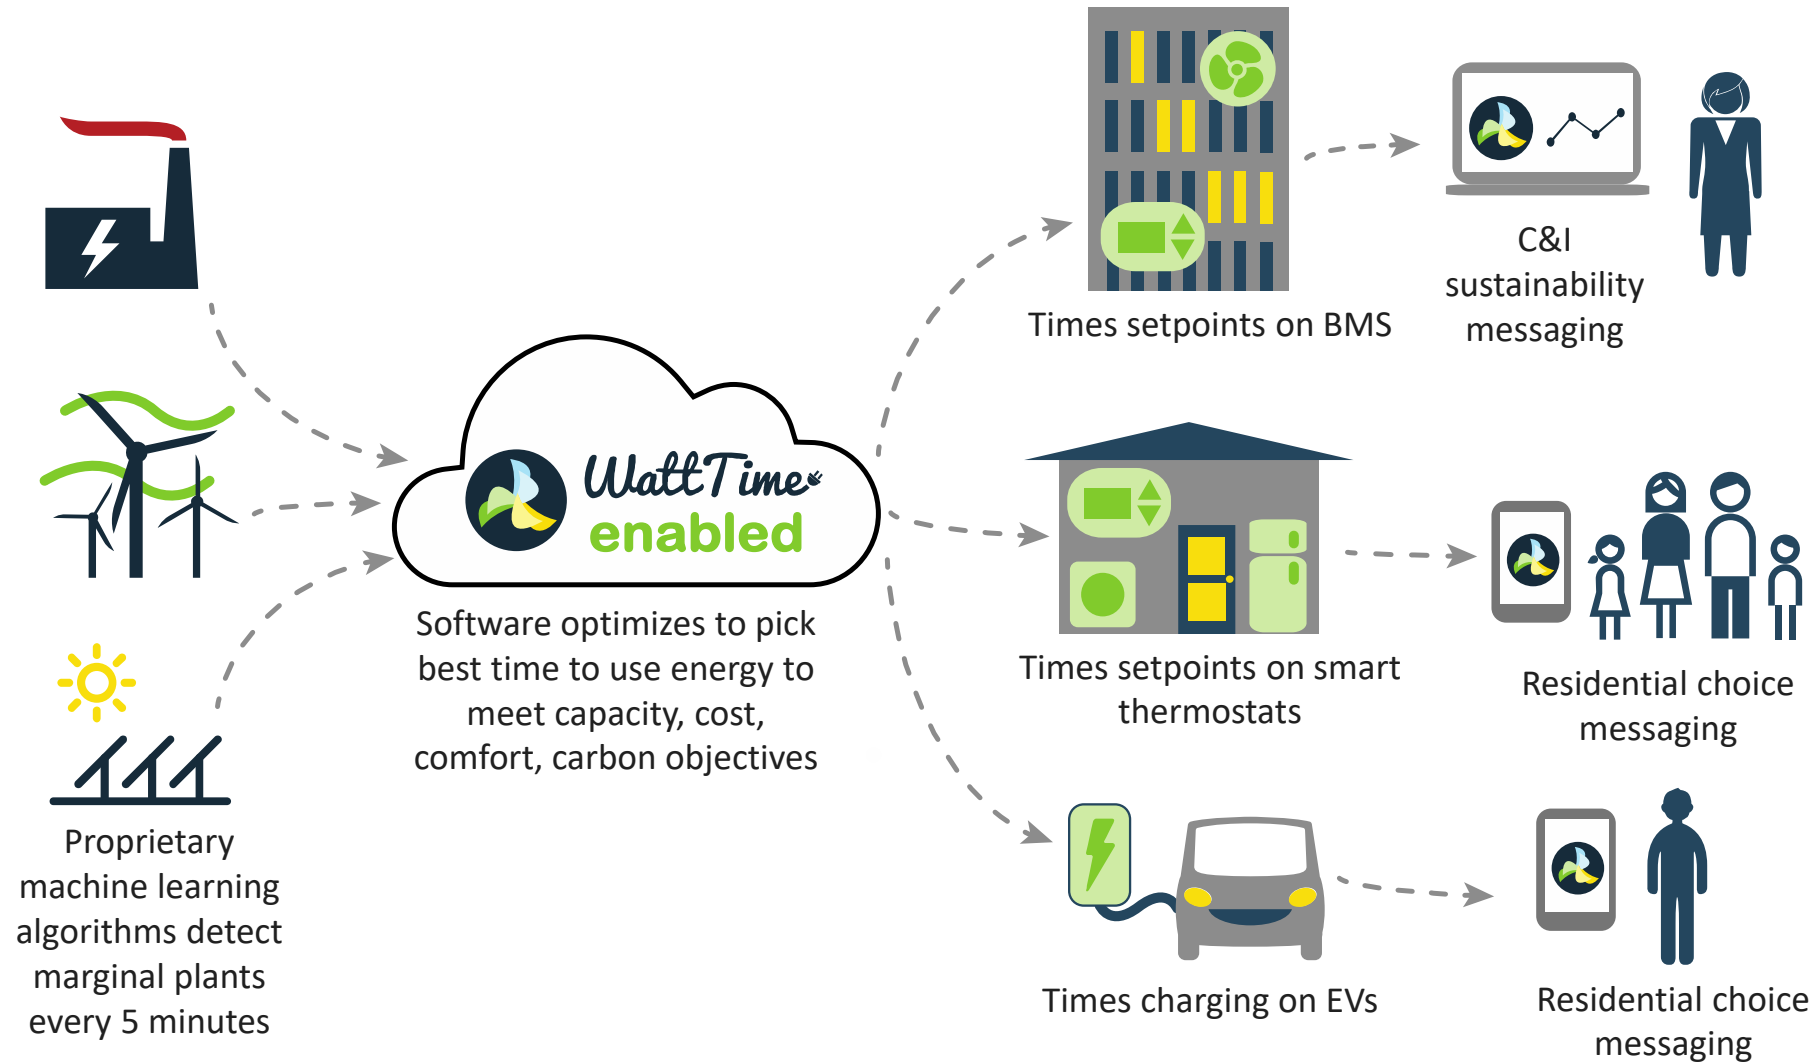 Proprietary
machine learning
algorithms detect
marginal plants
every 5 minutes
WattTime
enabled
Software optimizes to pick
best time to use energy to
meet capacity, cost,
comfort, carbon objectives
Times setpoints on BMS
C&I
sustainability
messaging
Times setpoints on smart
thermostats
Residential choice
messaging
Times charging on EVs
Residential choice
messaging